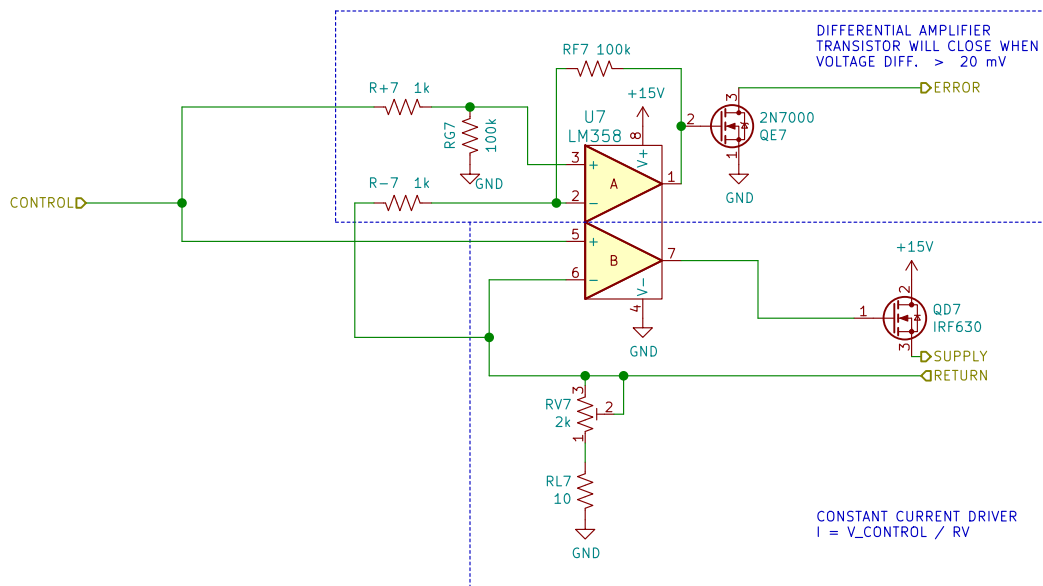 DIFFERENTIAL AMPLIFIER
TRANSISTOR WILL CLOSE WHEN
VOLTAGE DIFF. > 20 mV
RF7 100k
R+7 1k
+15V
ERROR
3
2
2N7000
QE7
1
GND
U7
LM358
8
V+
RG7
100k
GND
3
+
A
1
2
−
R-7 1k
CONTROL
5
+
B
7
6
−
V-
4
GND
+15V
2
1
QD7
IRF630
3
SUPPLY
RETURN
3
RV7
2k
2
1
RL7
10
GND
CONSTANT CURRENT DRIVER
I = V_CONTROL / RV